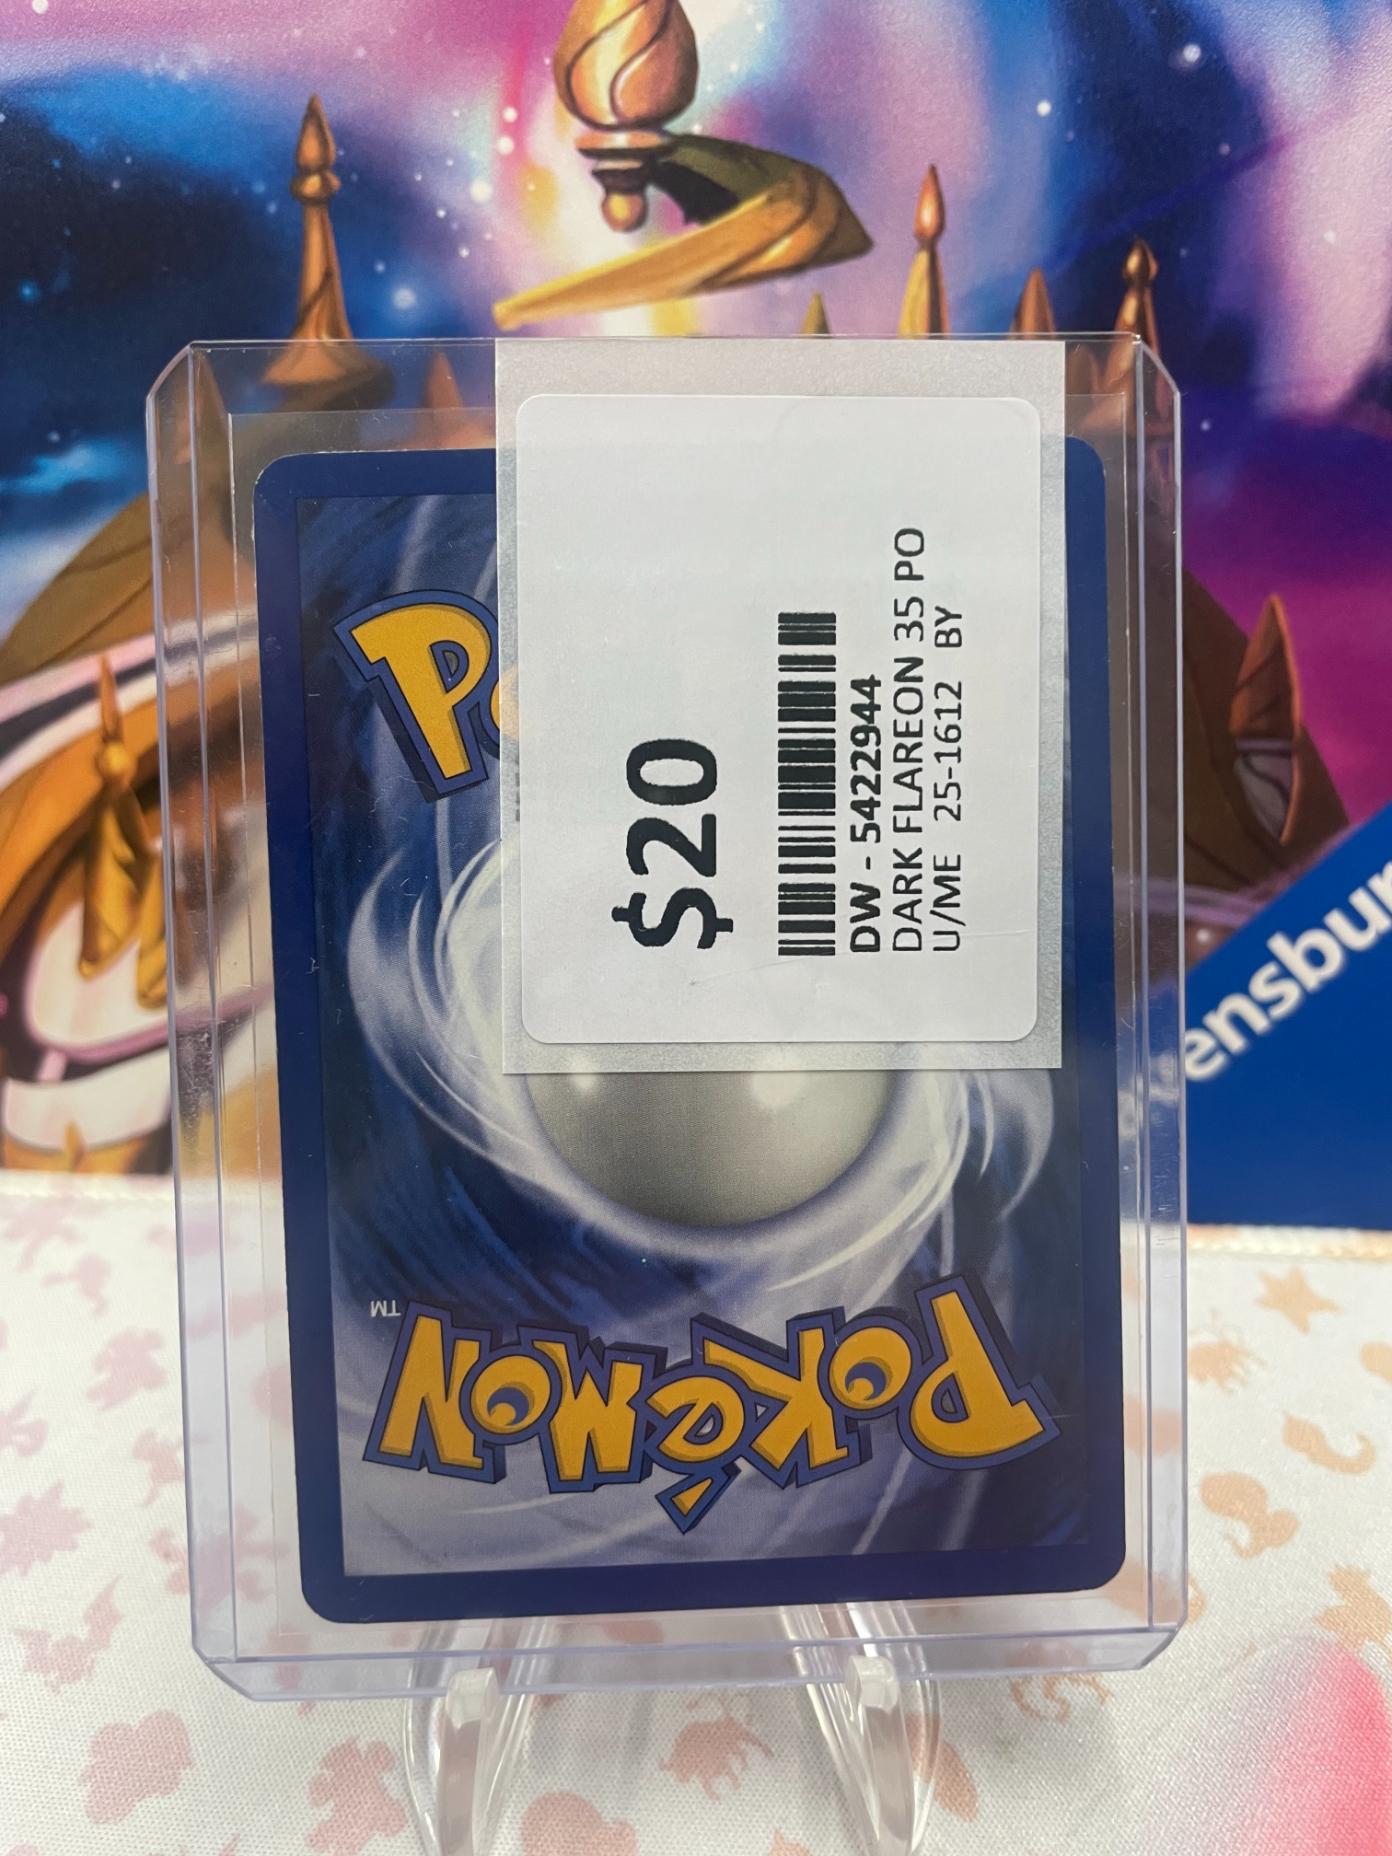 $20
DW - 5422944
DARK FLAREON 35 PO
U/ME 25-1612 BY
Po
POKéMON
TM
ensbur